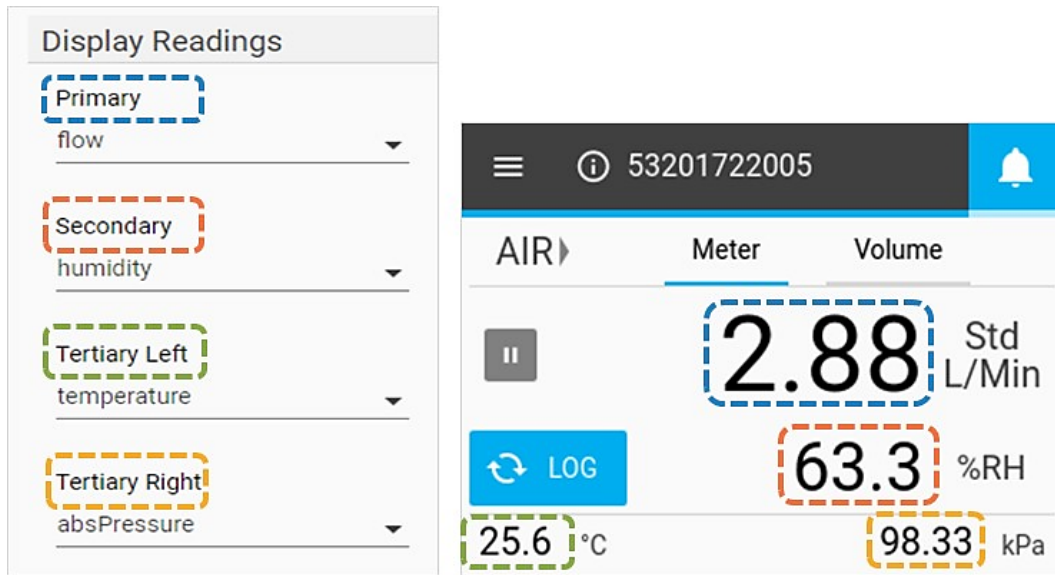 Display Readings
Primary
flow
Secondary
humidity
Tertiary Left
temperature
Tertiary Right
absPressure
53201722005
AIR
Meter
Volume
2.88
Std
L/Min
LOG
63.3
%RH
25.6
°C
98.33
kPa